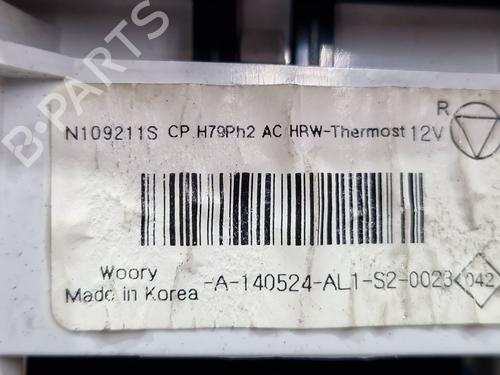 N109211S CP H79Ph2 AC HRW-Thermost 12V
R
Woory
Made in Korea
-A-140524-AL1-S2-0023
042
B-PARTS